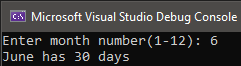 Microsoft Visual Studio Debug Console
Enter month number(1-12): 6
June has 30 days